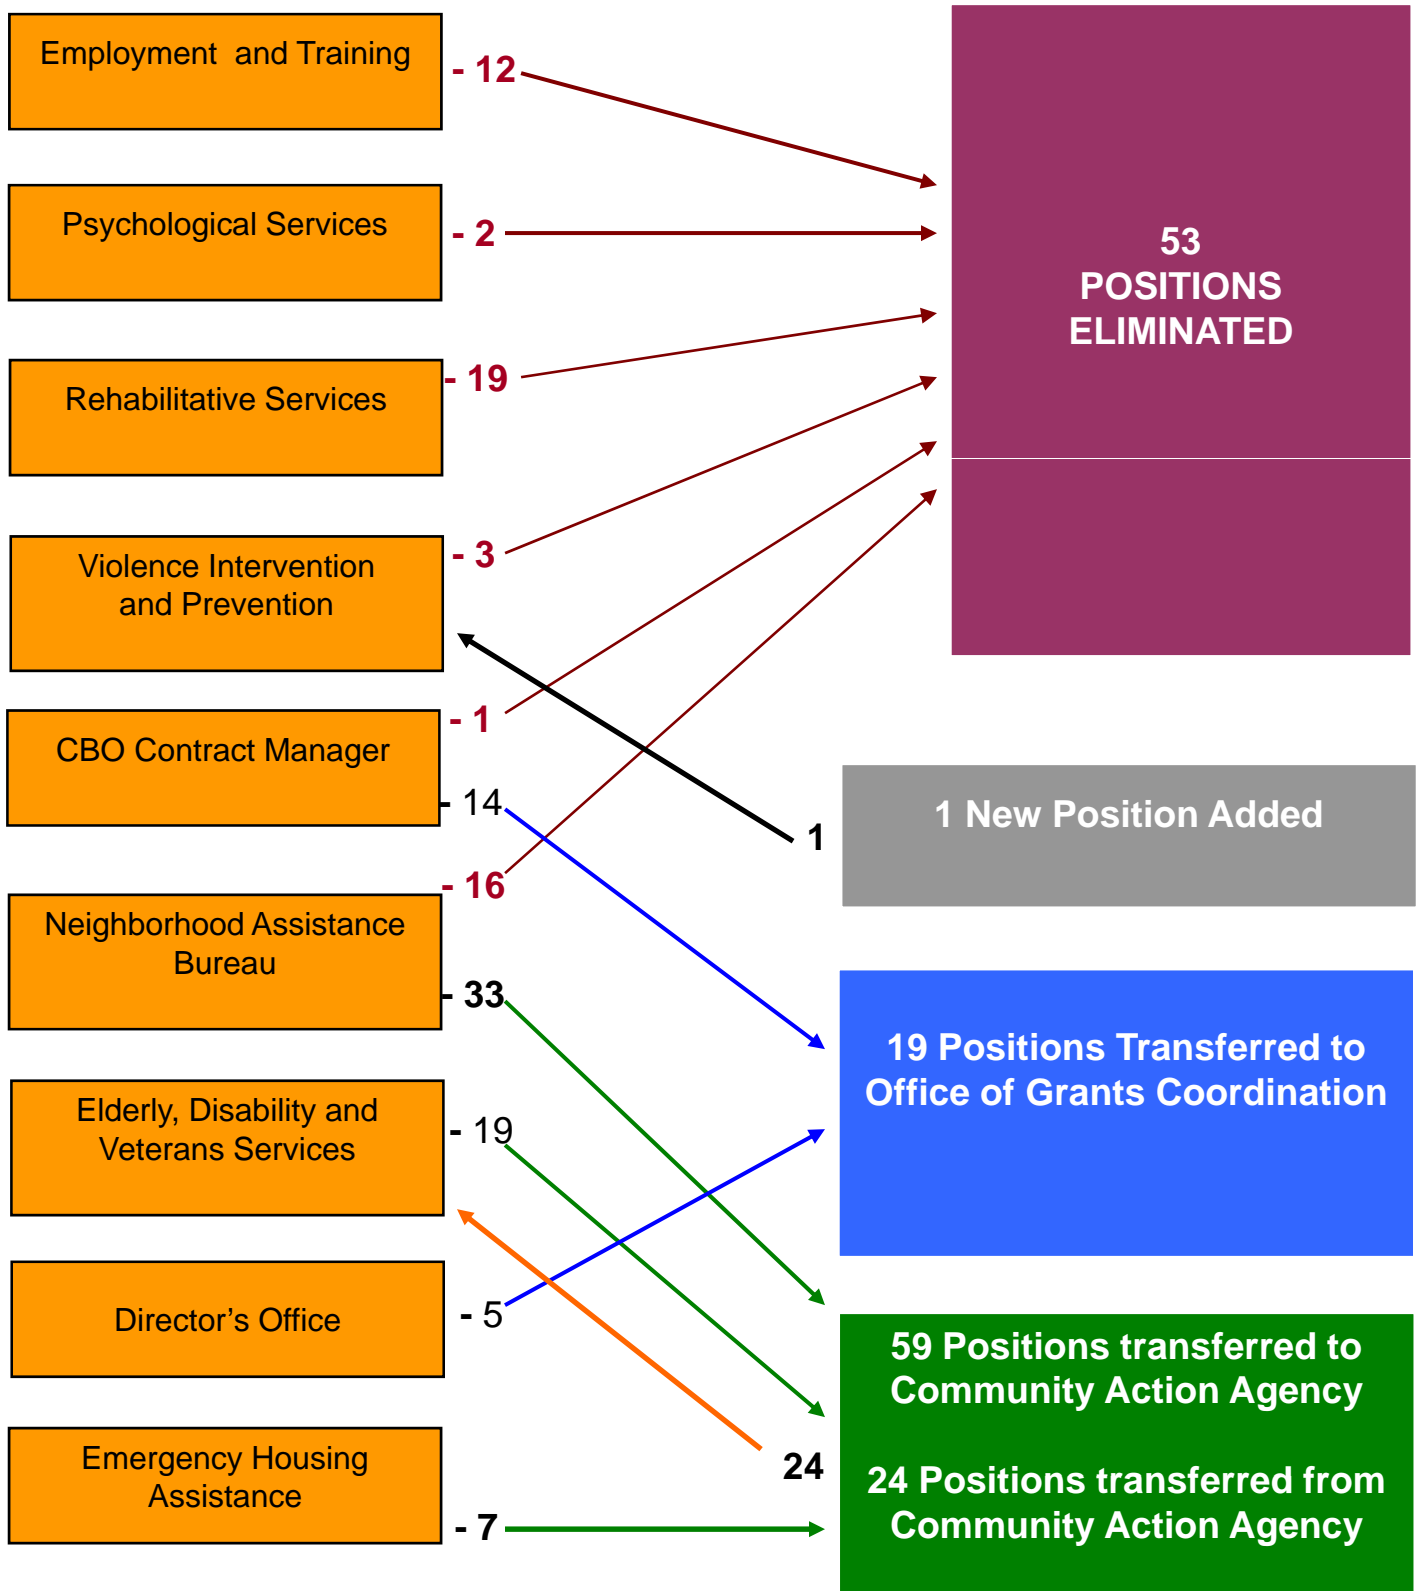 Employment and Training
- 12
Psychological Services
- 2
53
POSITIONS
ELIMINATED
Rehabilitative Services
- 19
Violence Intervention
and Prevention
- 3
- 1
CBO Contract Manager
- 14
1
1 New Position Added
- 16
Neighborhood Assistance
Bureau
- 33
19 Positions Transferred to
Office of Grants Coordination
Elderly, Disability and
Veterans Services
- 19
Director’s Office
- 5
59 Positions transferred to
Community Action Agency
24
24 Positions transferred from
Community Action Agency
Emergency Housing
Assistance
- 7